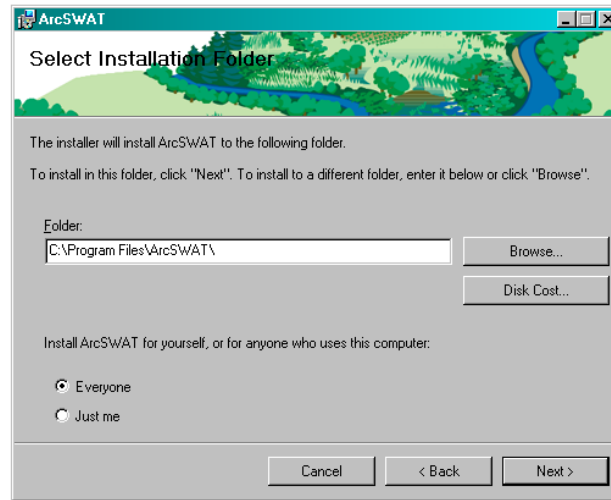 ArcSWAT
Select Installation Folder
The installer will install ArcSWAT to the following folder.
To install in this folder, click "Next". To install to a different folder, enter it below or click "Browse".
Folder:
C:\Program Files\ArcSWAT\
Browse...
Disk Cost...
Install ArcSWAT for yourself, or for anyone who uses this computer:
Everyone
Just me
Cancel
< Back
Next >